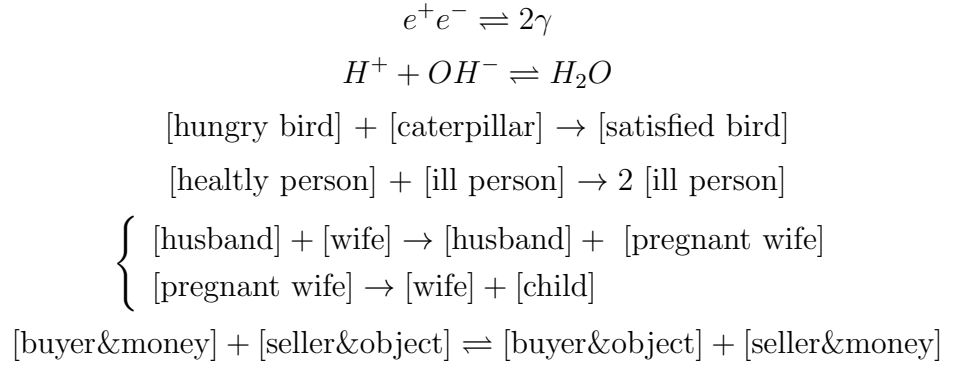 e⁺e⁻ ⇌ 2γ
H⁺ + OH⁻ ⇌ H₂O
[hungry bird] + [caterpillar] → [satisfied bird]
[healtly person] + [ill person] → 2 [ill person]
{ [husband] + [wife] → [husband] + [pregnant wife]
[pregnant wife] → [wife] + [child]
[buyer&money] + [seller&object] ⇌ [buyer&object] + [seller&money]